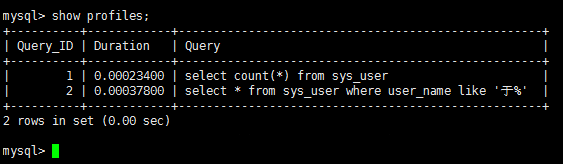 mysql> show profiles;
+----------+------------+---------------------------------------------------+
| Query_ID | Duration   | Query                                             |
+----------+------------+---------------------------------------------------+
|        1 | 0.00023400 | select count(*) from sys_user                     |
|        2 | 0.00037800 | select * from sys_user where user_name like '于%'  |
+----------+------------+---------------------------------------------------+
2 rows in set (0.00 sec)
mysql>